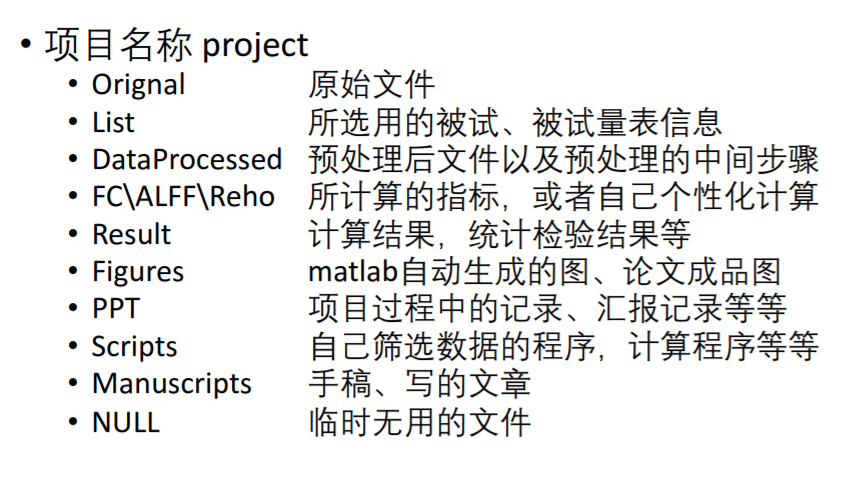 • 项目名称 project
• Orignal 原始文件
• List 所选用的被试、被试量表信息
• DataProcessed 预处理后文件以及预处理的中间步骤
• FC\ALFF\Reho 所计算的指标，或者自己个性化计算
• Result 计算结果，统计检验结果等
• Figures matlab自动生成的图、论文成品图
• PPT 项目过程中的记录、汇报记录等等
• Scripts 自己筛选数据的程序，计算程序等等
• Manuscripts 手稿、写的文章
• NULL 临时无用的文件